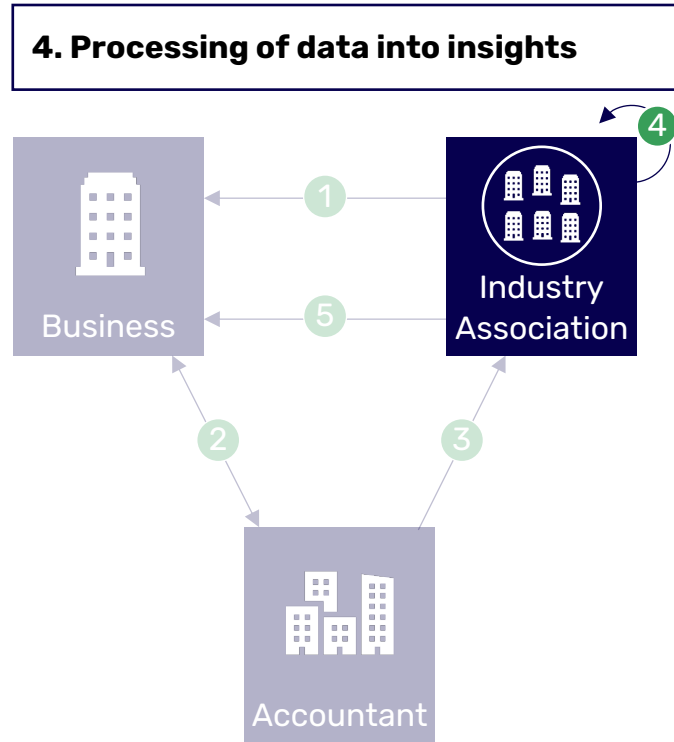 4. Processing of data into insights
4
1
Business
Industry
Association
5
2
3
Accountant